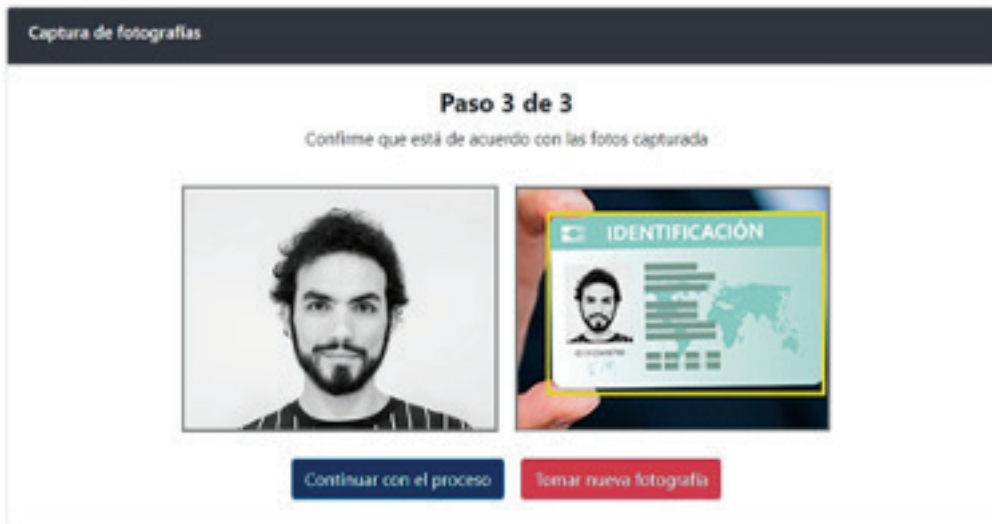 Captura de fotografías
Paso 3 de 3
Confirme que está de acuerdo con las fotos capturada
IDENTIFICACIÓN
Continuar con el proceso
Tomar nueva fotografía